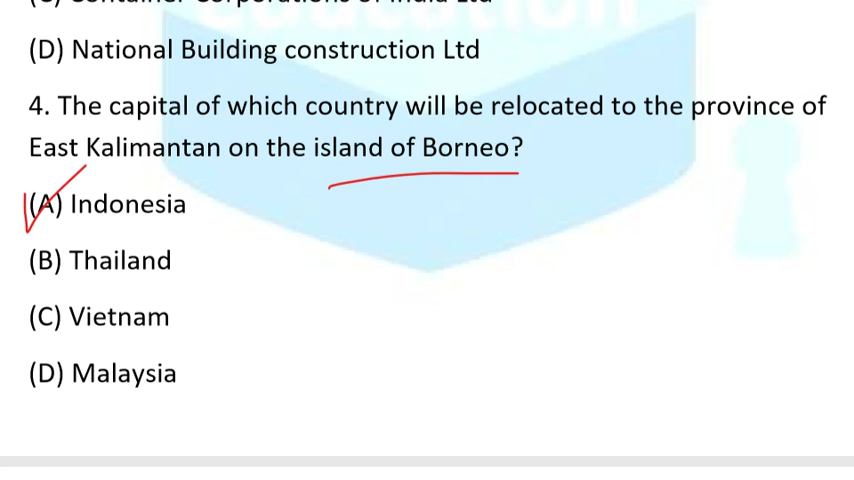 (D) National Building construction Ltd
4. The capital of which country will be relocated to the province of
East Kalimantan on the island of Borneo?
(A) Indonesia
(B) Thailand
(C) Vietnam
(D) Malaysia